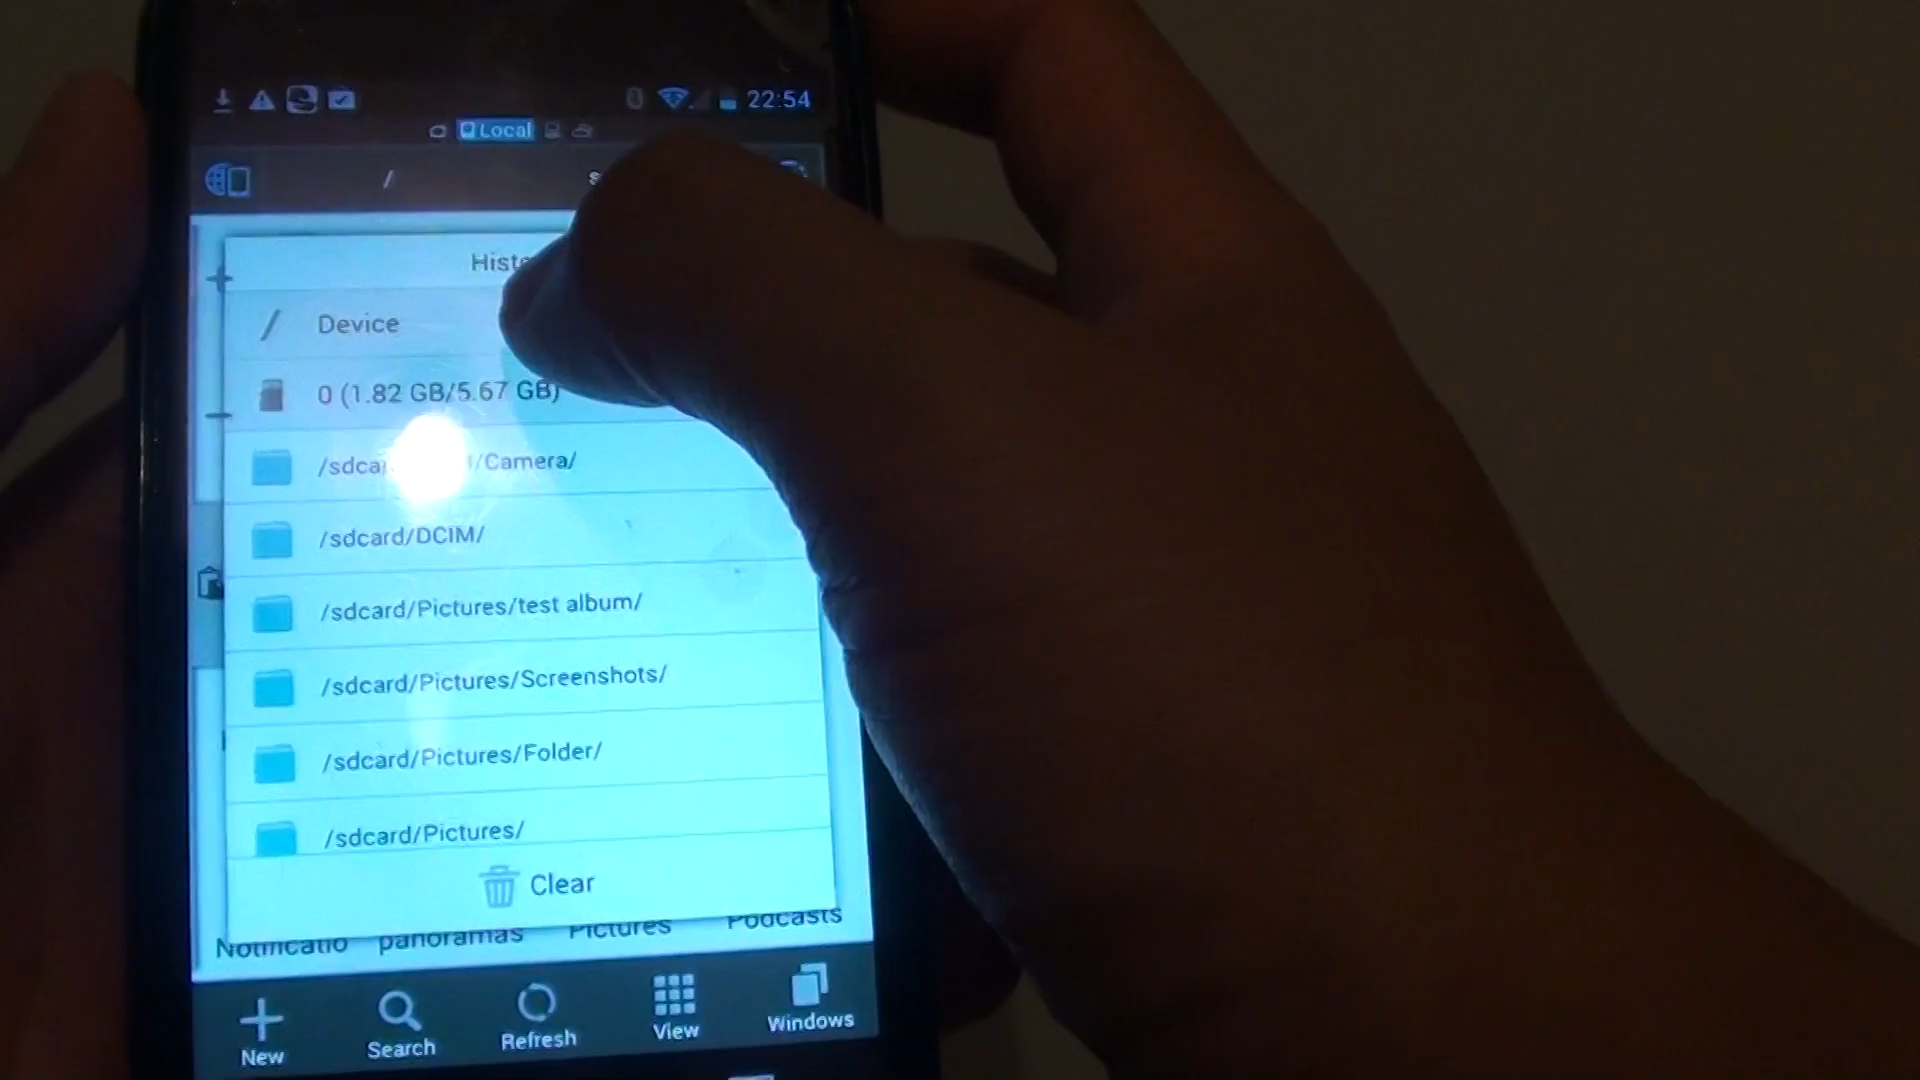 22:54
Local
/
Device
0 (1.82 GB/5.67 GB)
/Camera/
/sdcard/DCIM/
/sdcard/Pictures/test album/
/sdcard/Pictures/Screenshots/
/sdcard/Pictures/Folder/
/sdcard/Pictures/
Clear
Notificatio panoramas Pictures Podcasts
New Search Refresh View Windows